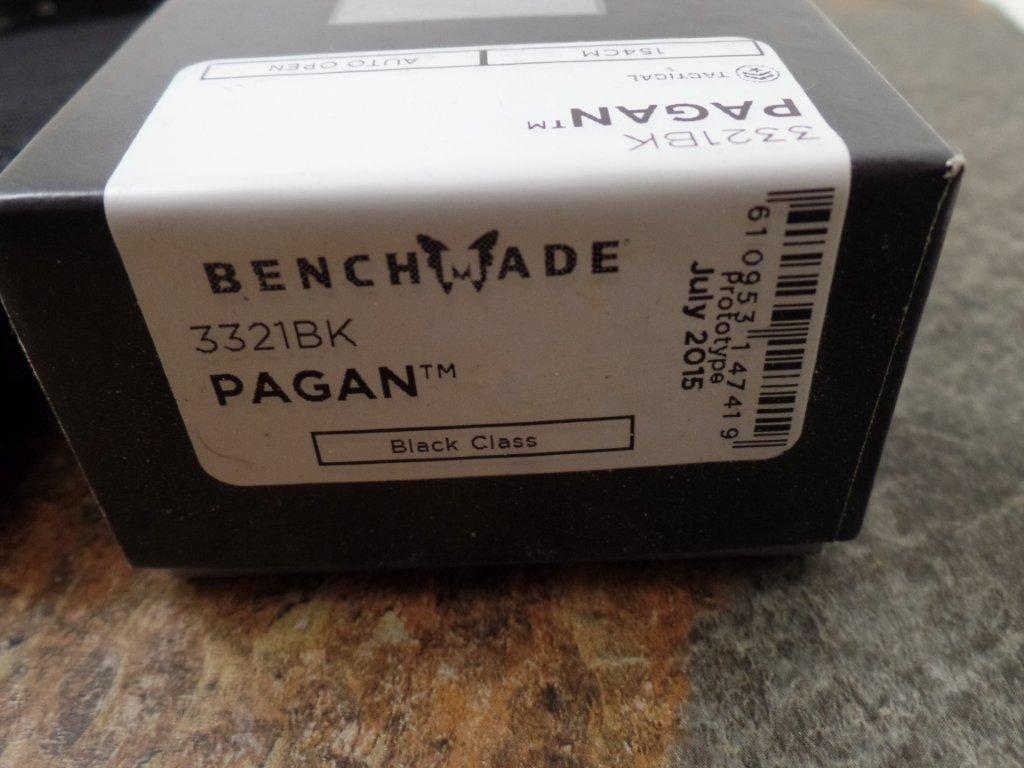 154CM
AUTO OPEN
TACTICAL
PAGAN™
3321BK
BENCHMADE
3321BK
PAGAN™
Black Class
6 10953 14741 9
prototype
July 2015